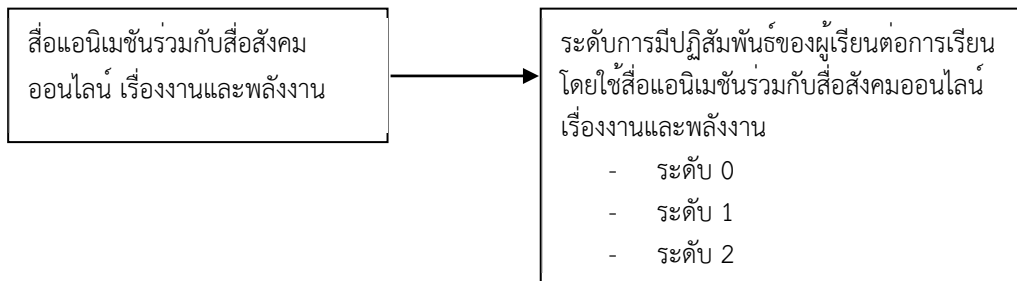 สื่อแอนิเมชันร่วมกับสื่อสังคม
ออนไลน์ เรื่องงานและพลังงาน
ระดับการมีปฏิสัมพันธ์ของผู้เรียนต่อการเรียน
โดยใช้สื่อแอนิเมชันร่วมกับสื่อสังคมออนไลน์
เรื่องงานและพลังงาน
- ระดับ 0
- ระดับ 1
- ระดับ 2